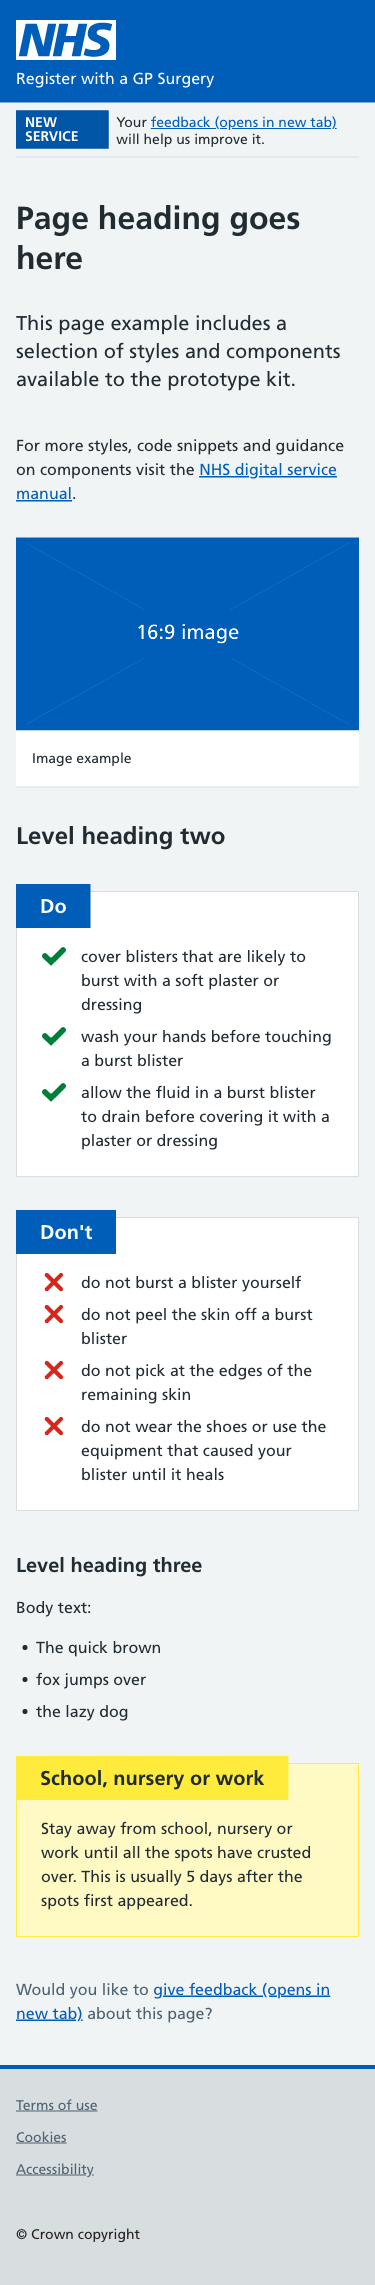 NHS
Register with a GP Surgery
NEW
SERVICE
Your feedback (opens in new tab)
will help us improve it.
Page heading goes
here
This page example includes a
selection of styles and components
available to the prototype kit.
For more styles, code snippets and guidance
on components visit the NHS digital service
manual.
16:9 image
Image example
Level heading two
Do
cover blisters that are likely to
burst with a soft plaster or
dressing
wash your hands before touching
a burst blister
allow the fluid in a burst blister
to drain before covering it with a
plaster or dressing
Don't
do not burst a blister yourself
do not peel the skin off a burst
blister
do not pick at the edges of the
remaining skin
do not wear the shoes or use the
equipment that caused your
blister until it heals
Level heading three
Body text:
• The quick brown
• fox jumps over
• the lazy dog
School, nursery or work
Stay away from school, nursery or
work until all the spots have crusted
over. This is usually 5 days after the
spots first appeared.
Would you like to give feedback (opens in
new tab) about this page?
Terms of use
Cookies
Accessibility
© Crown copyright